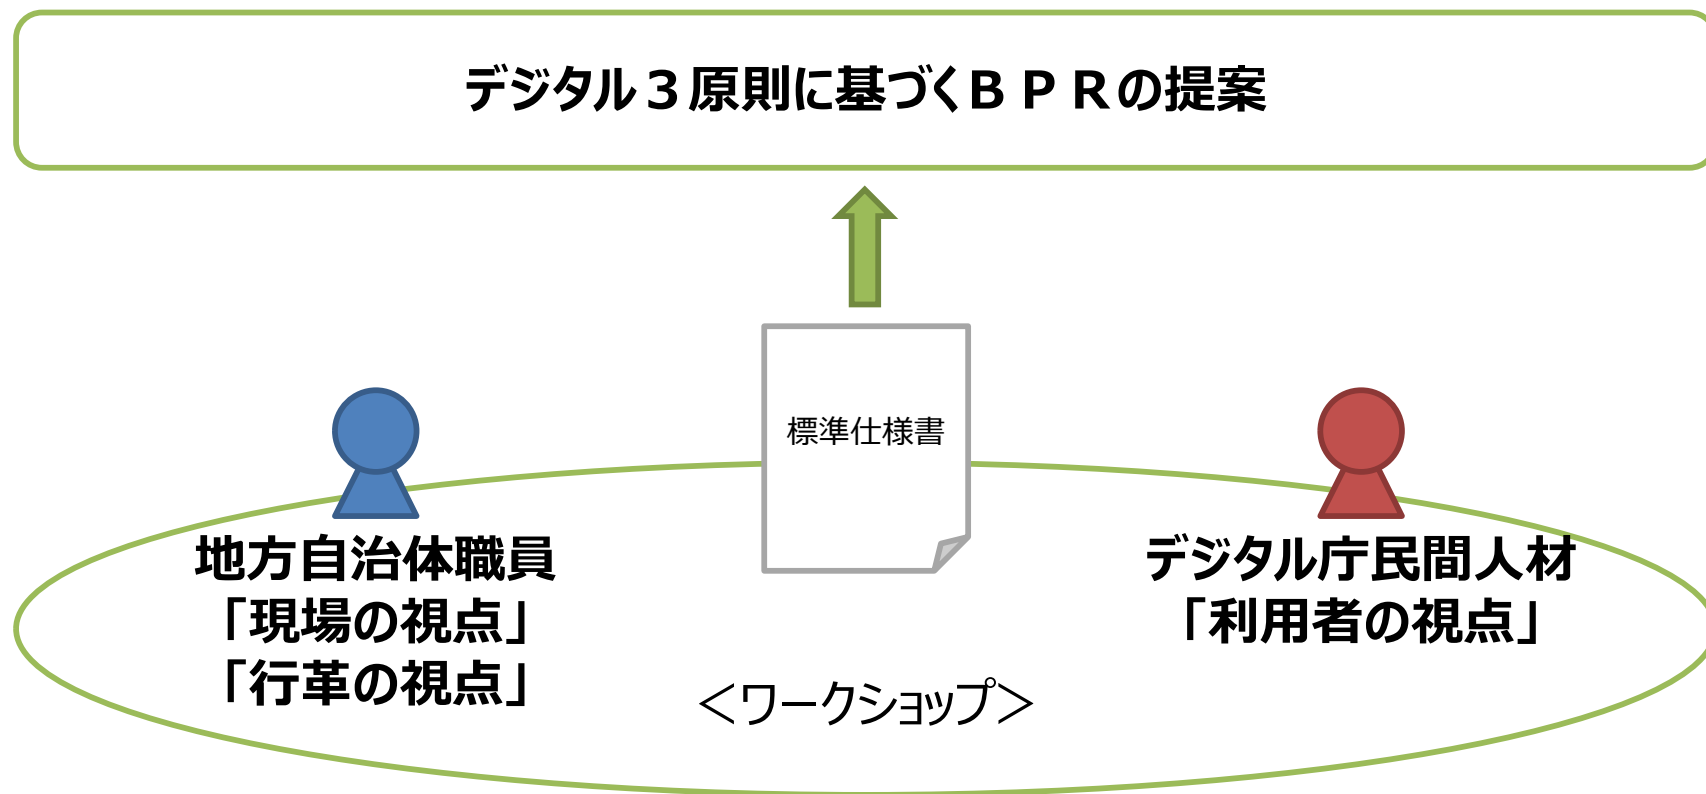 デジタル３原則に基づくＢＰＲの提案
標準仕様書
地方自治体職員
「現場の視点」
「行革の視点」
デジタル庁民間人材
「利用者の視点」
＜ワークショップ＞